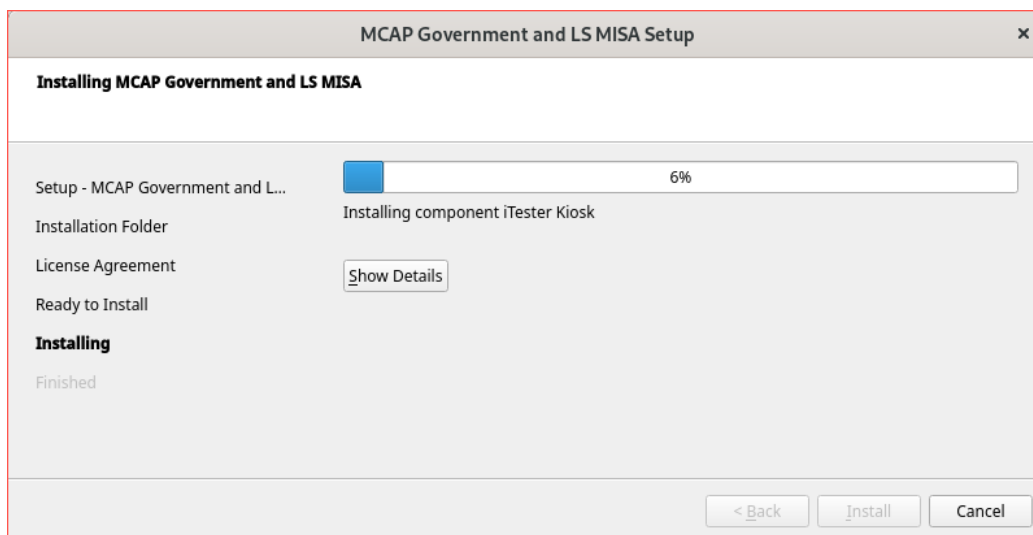 MCAP Government and LS MISA Setup
Installing MCAP Government and LS MISA
Setup - MCAP Government and L...
Installation Folder
License Agreement
Ready to Install
Installing
Finished
6%
Installing component iTester Kiosk
Show Details
< Back
Install
Cancel